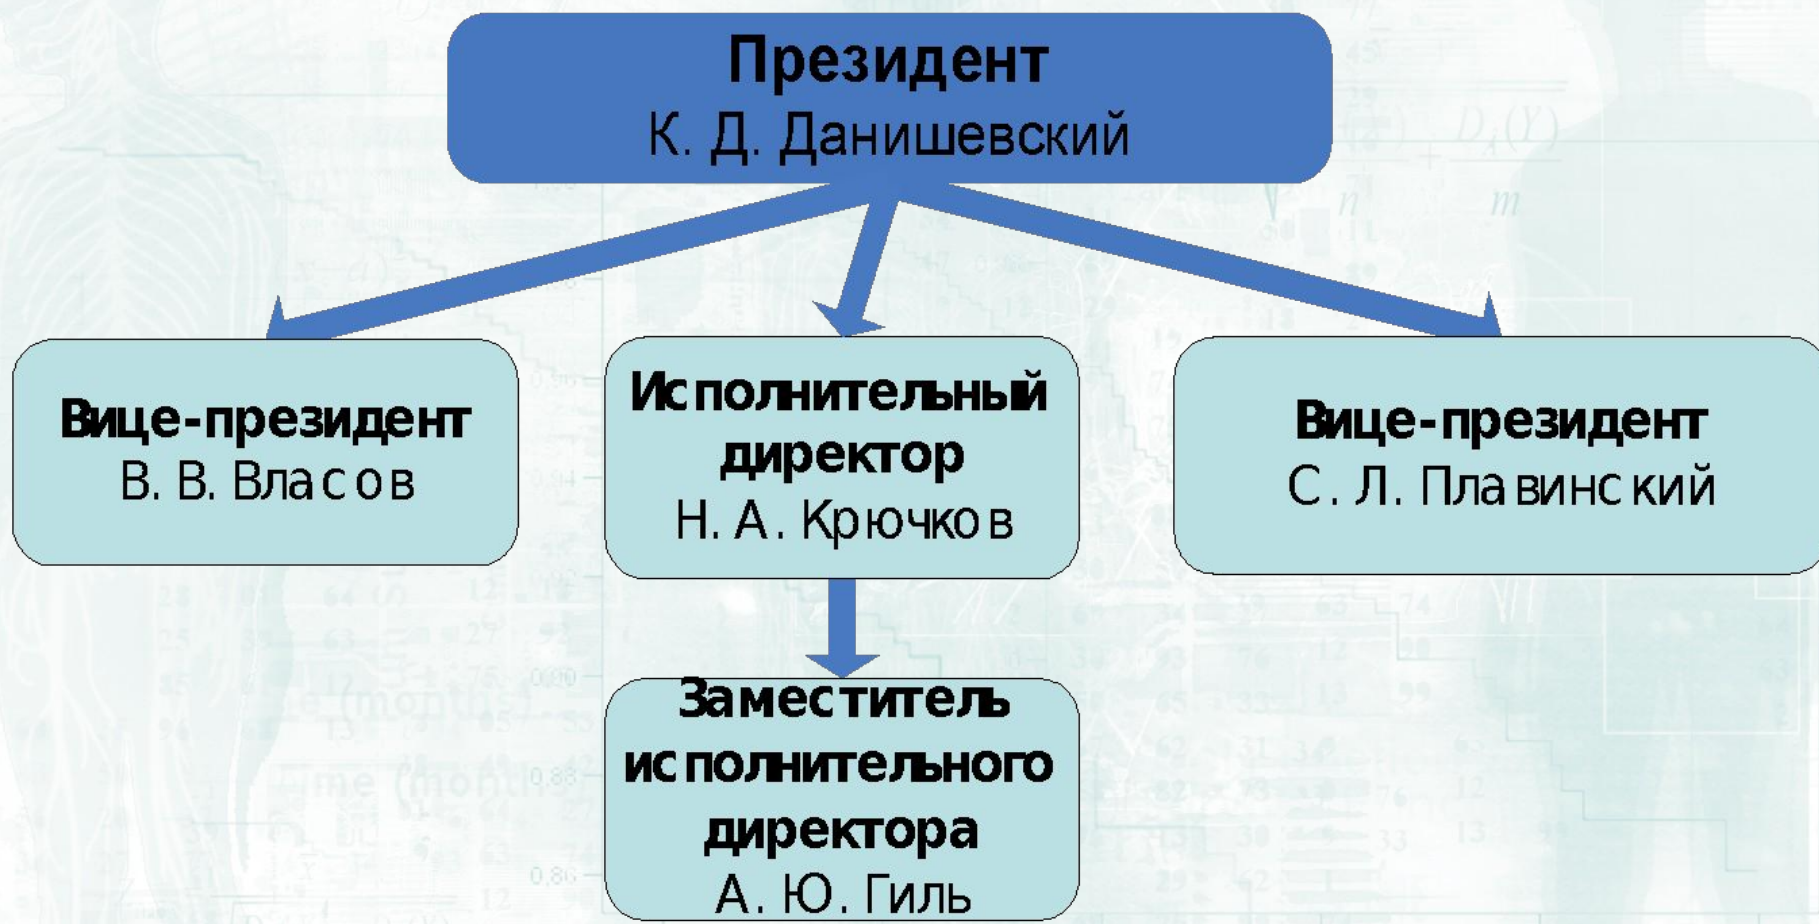 Президент
К. Д. Данишевский
Вице-президент
В. В. Власов
Исполнительный
директор
Н. А. Крючков
Вице-президент
С. Л. Плавинский
Заместитель
исполнительного
директора
А. Ю. Гиль